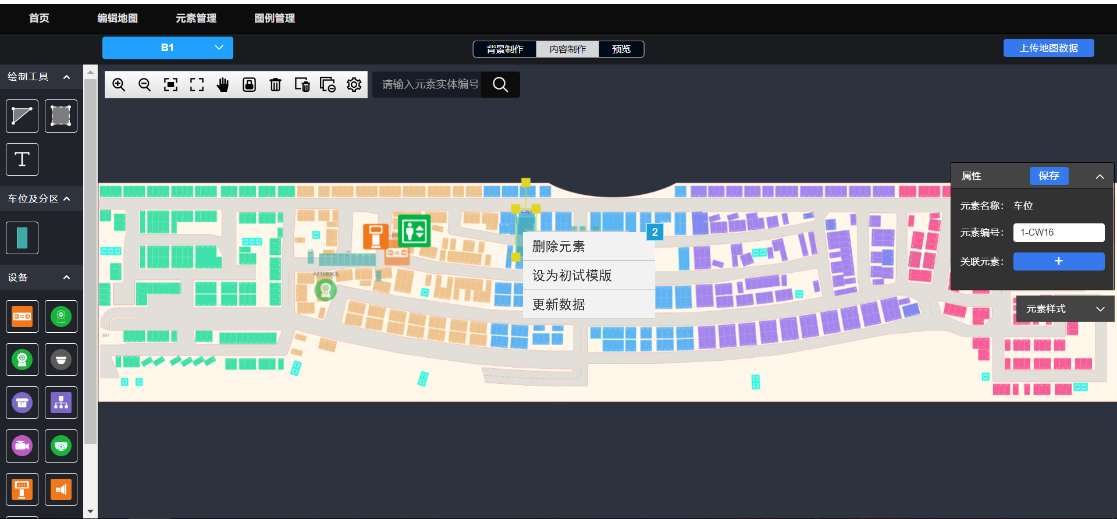 首页 编辑地图 元素管理 图例管理
B1 背景制作 内容制作 预览 上传地图数据
绘制工具
请输入元素实体编号
T
车位及分区
设备
属性 保存
元素名称: 车位
元素编号: 1-CW16
关联元素: +
元素样式
2
删除元素
设为初试模版
更新数据